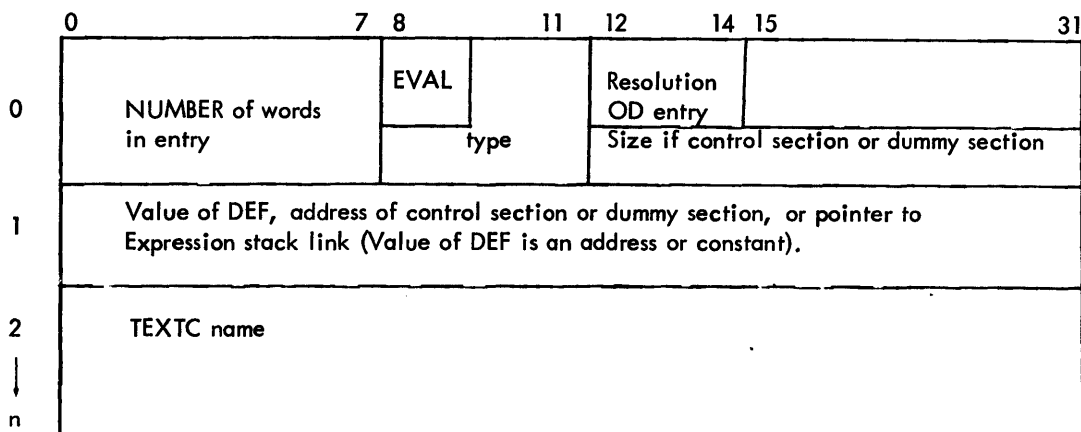 0 7 8 11 12 14 15 31
0
NUMBER of words
in entry
EVAL
type
Resolution
OD entry
Size if control section or dummy section
1
Value of DEF, address of control section or dummy section, or pointer to
Expression stack link (Value of DEF is an address or constant).
2
TEXTC name
n